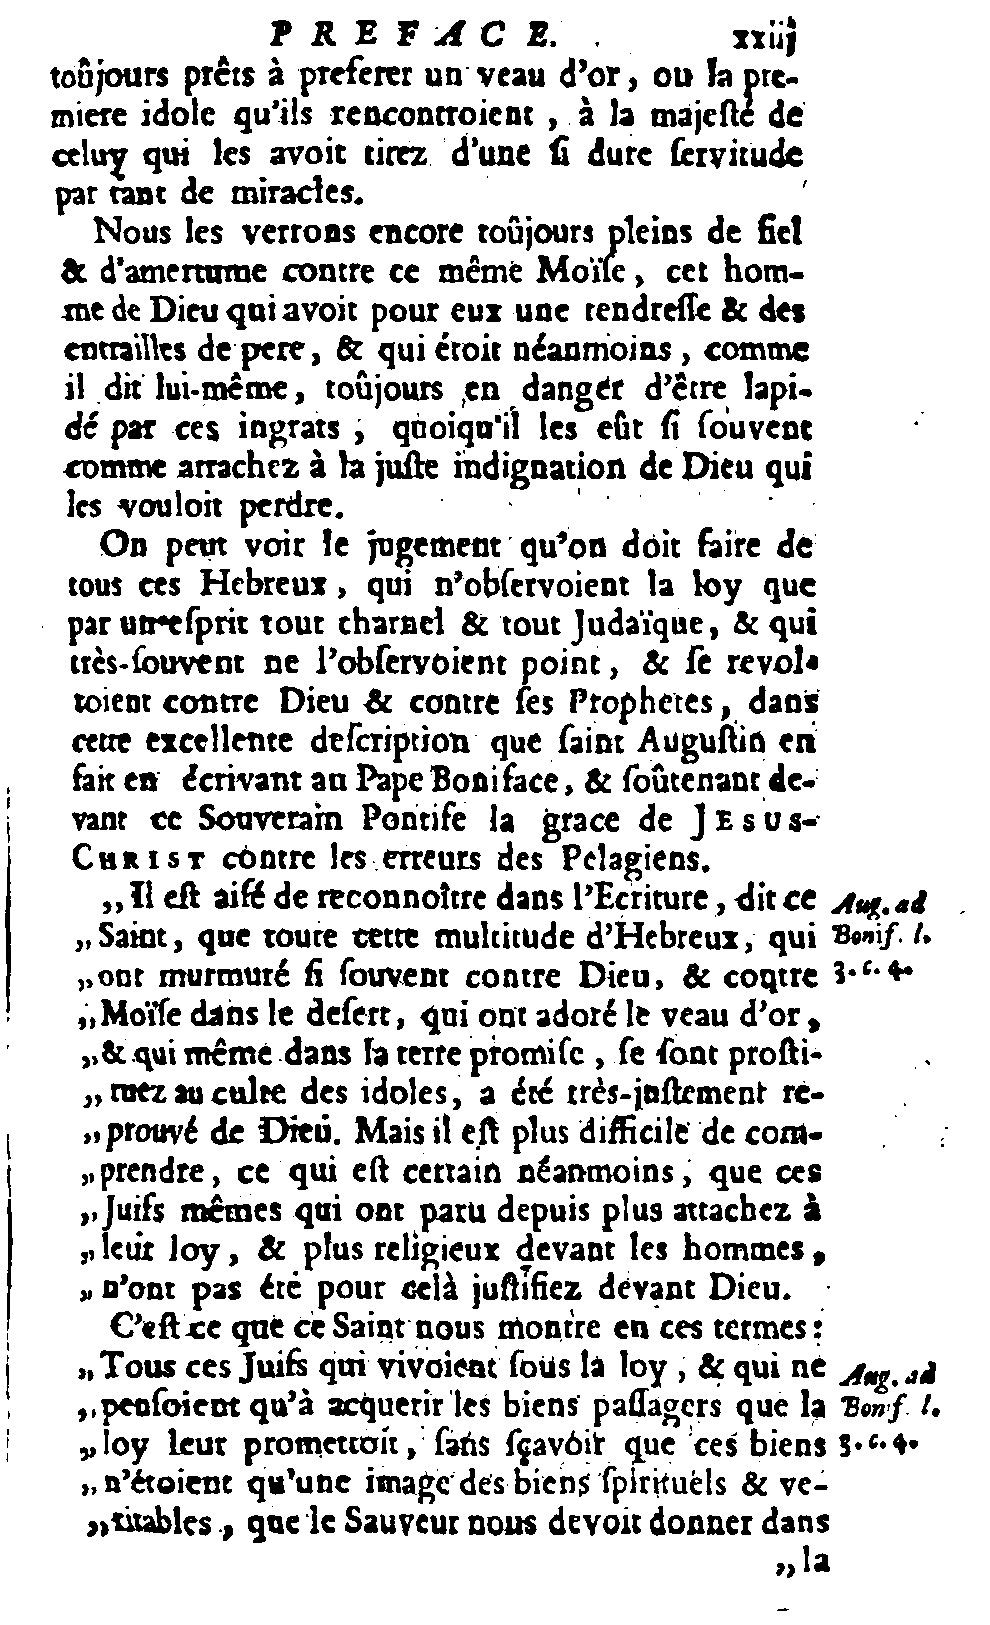 PREFACE. xxiij
toûjours prêts à preferer un veau d'or, ou la pre-
miere idole qu'ils rencontroient, à la majeſté de
celuy qui les avoit tirez d'une ſi dure ſervitude
par tant de miracles.
Nous les verrons encore toûjours pleins de fiel
& d'amertume contre ce même Moïſe, cet hom-
me de Dieu qui avoit pour eux une tendreſſe & des
entrailles de pere, & qui étoit néanmoins, comme
il dit lui-même, toûjours en danger d'être lapi-
dé par ces ingrats, quoiqu'il les eût ſi ſouvent
comme arrachez à la juſte indignation de Dieu qui
les vouloit perdre.
On peut voir le jugement qu'on doit faire de
tous ces Hebreux, qui n'obſervoient la loy que
par un eſprit tout charnel & tout Judaïque, & qui
très-ſouvent ne l'obſervoient point, & ſe revol-
toient contre Dieu & contre ſes Prophetes, dans
cette excellente deſcription que ſaint Auguſtin en
fait en écrivant au Pape Boniface, & ſoûtenant de-
vant ce Souverain Pontife la grace de JESUS-
CHRIST contre les erreurs des Pelagiens.
„Il eſt aiſé de reconnoître dans l'Ecriture, dit ce Aug. ad
„Saint, que toute cette multitude d'Hebreux, qui Bonif. l.
„ont murmuré ſi ſouvent contre Dieu, & contre 3. c. 4.
„Moïſe dans le deſert, qui ont adoré le veau d'or,
„& qui même dans la terre promiſe, ſe ſont proſti-
„tuez au culte des idoles, a été très-juſtement re-
„prouvé de Dieu. Mais il eſt plus difficile de com-
„prendre, ce qui eſt certain néanmoins, que ces
„Juifs mêmes qui ont paru depuis plus attachez à
„leur loy, & plus religieux devant les hommes,
„n'ont pas été pour celà juſtifiez devant Dieu.
C'eſt ce que ce Saint nous montre en ces termes:
„Tous ces Juifs qui vivoient ſous la loy, & qui ne Aug. ad
„penſoient qu'à acquerir les biens paſſagers que la Bonif. l.
„loy leur promettoit, ſans ſçavoir que ces biens 3. c. 4.
„n'étoient qu'une image des biens ſpirituels & ve-
„ritables, que le Sauveur nous devoit donner dans
„la